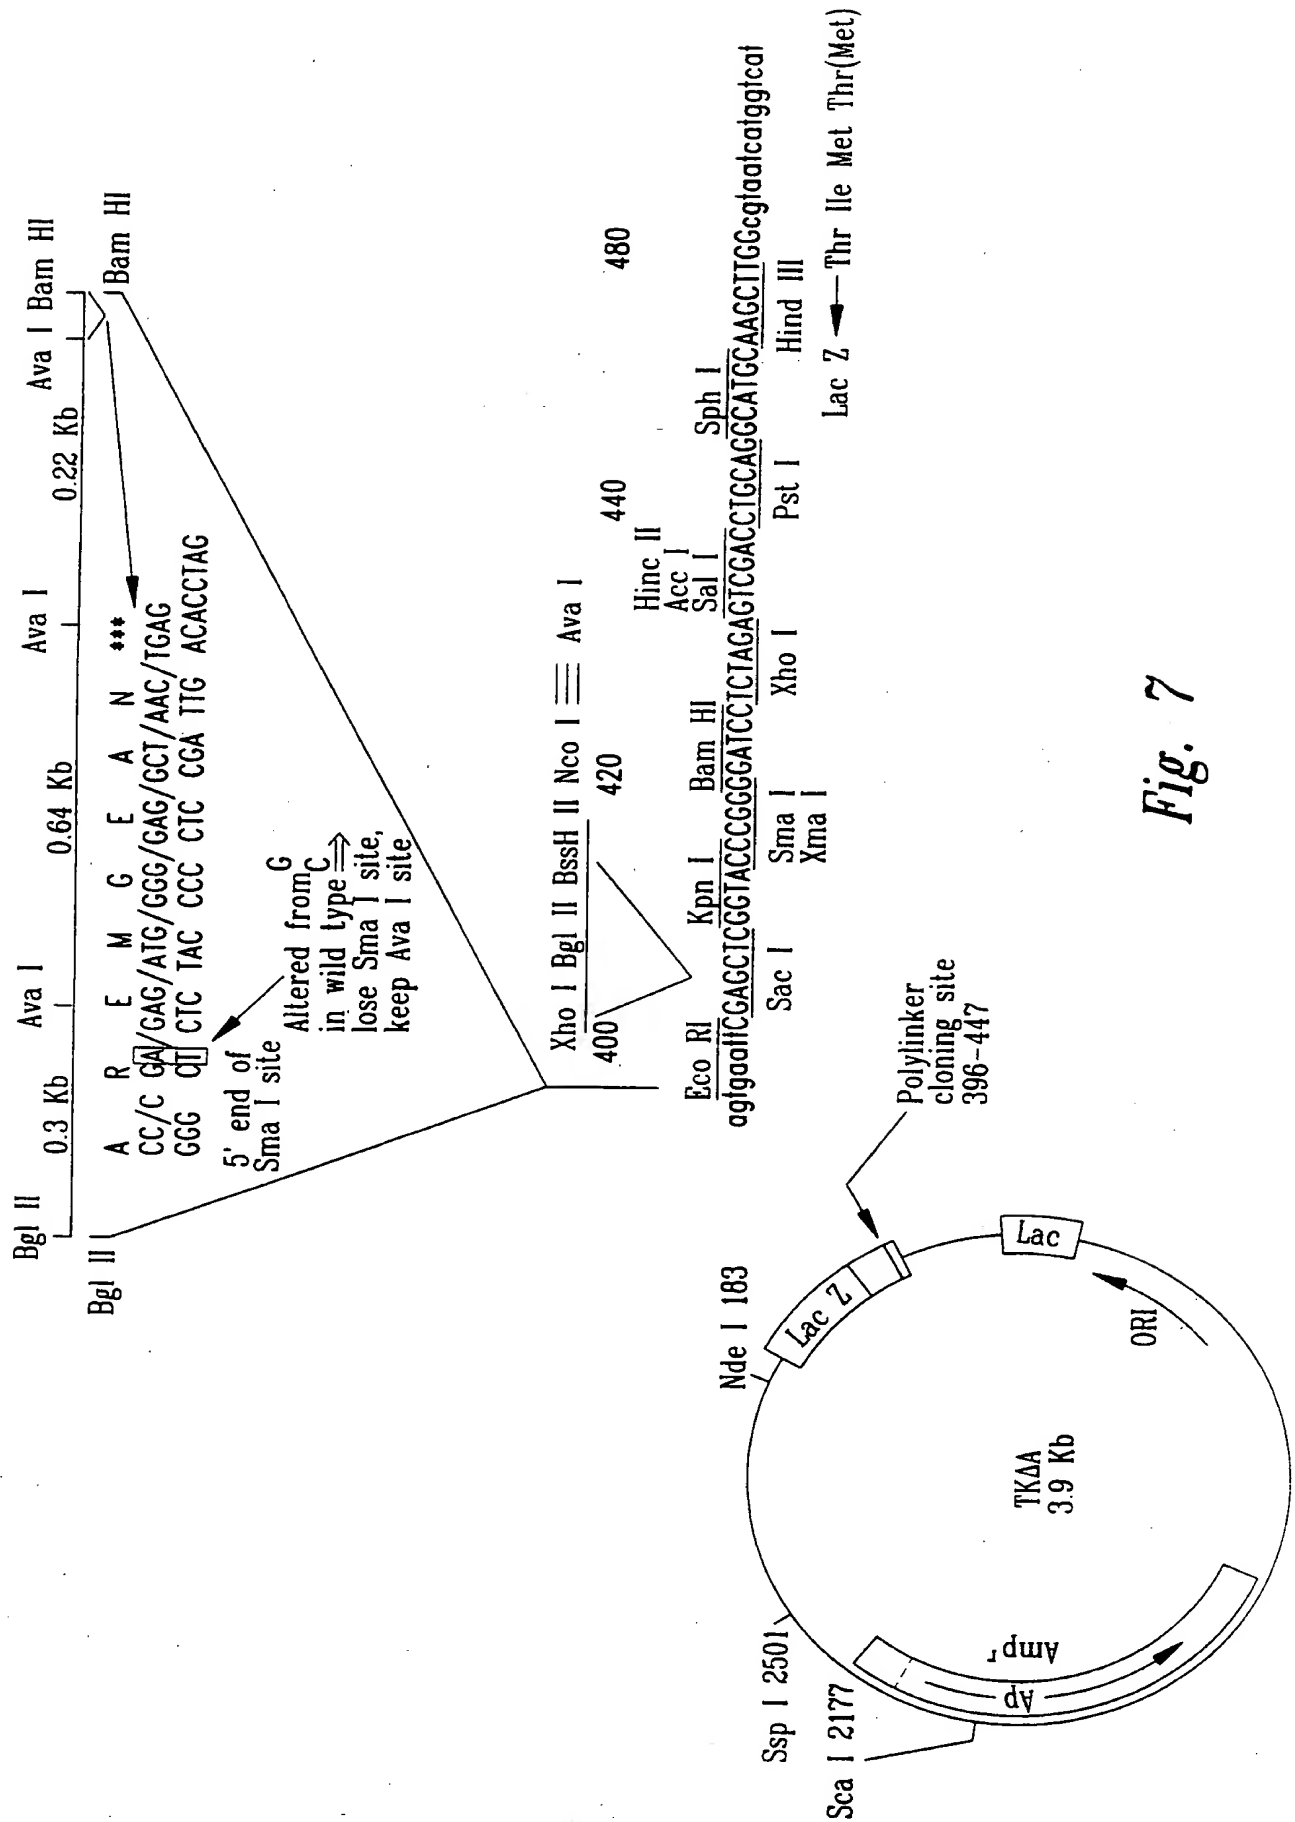 Bgl II
0.3 Kb
Ava I
0.64 Kb
Ava I
0.22 Kb
Ava I
Bam HI
Bgl II
Bam HI
A R E M G E A N ***
CC/C GA/GAG/ATG/GGG/GAG/GCT/AAC/TGAG
GGG CT CTC TAC CCC CTC CGA TTG ACACCTAG
5' end of
Sma I site
Altered from G
C
in wild type ⇒
lose Sma I site,
keep Ava I site
Xho I Bgl II BssH II Nco I ≡ Ava I
400
420
440
480
Hinc II
Acc I
Eco RI
Kpn I
Bam HI
Sal I
Sph I
agtgaattCGAGCTCGGTACCCGGGGATCCTCTAGAGTCGACCTGCAGGCATGCAAGCTTGGcgtaatcatggtcat
Sac I
Sma I
Xma I
Xho I
Pst I
Hind III
Lac Z ← Thr Ile Met Thr(Met)
Polylinker
cloning site
396-447
Nde I 183
Lac Z
Lac
ORI
Ssp I 2501
Sca I 2177
Ap
Ampʳ
TKΔA
3.9 Kb
Fig. 7